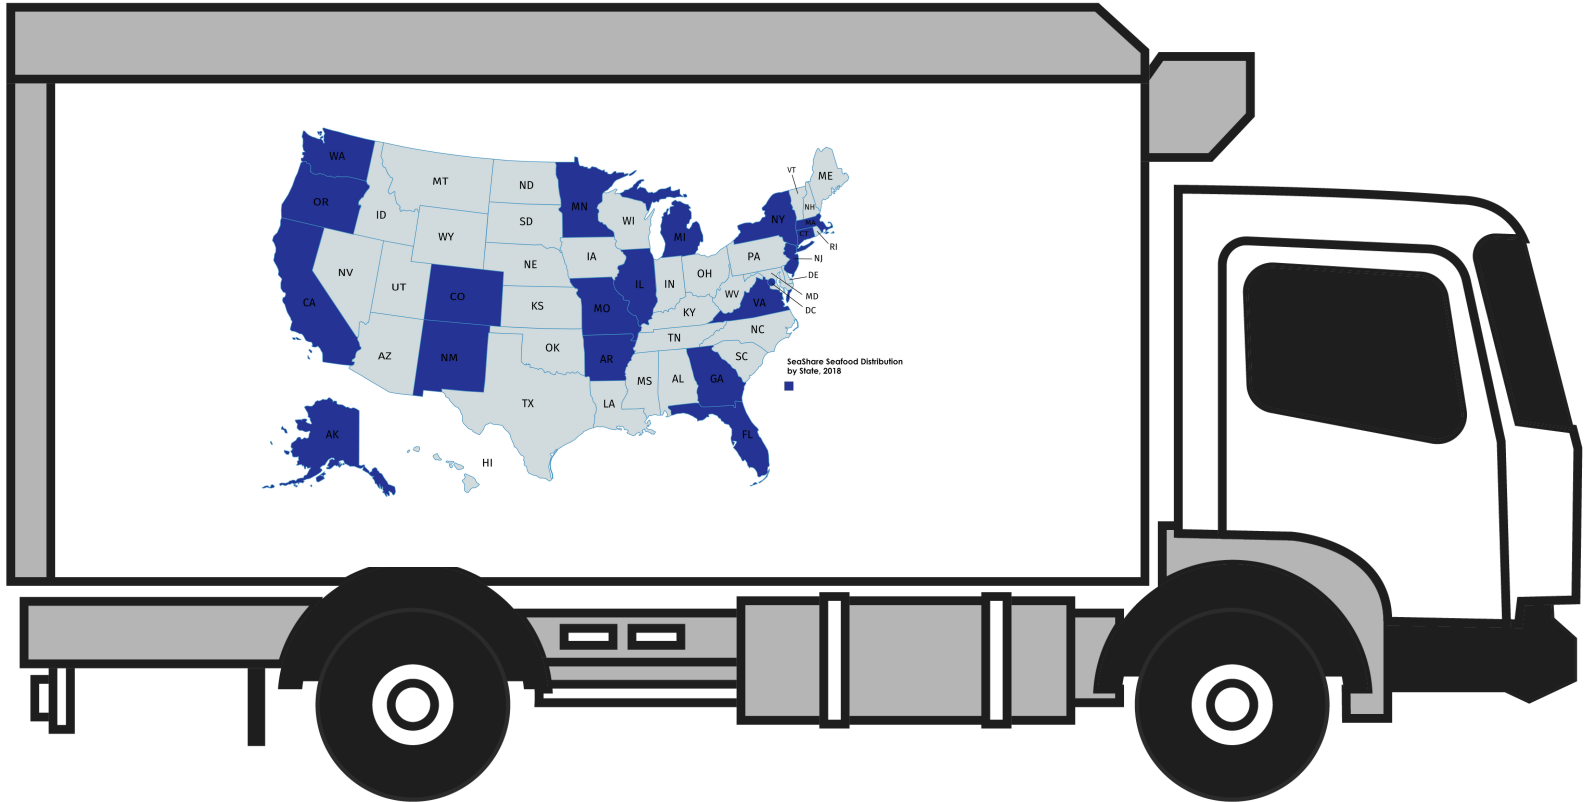 WA
OR
CA
ID
NV
MT
WY
UT
CO
AZ
NM
ND
SD
NE
KS
OK
TX
MN
IA
MO
AR
LA
WI
IL
MI
IN
OH
KY
TN
MS
AL
GA
FL
SC
NC
VA
WV
PA
NY
VT
NH
ME
MA
CT
RI
NJ
DE
MD
DC
AK
HI
SeaShare Seafood Distribution
by State, 2018